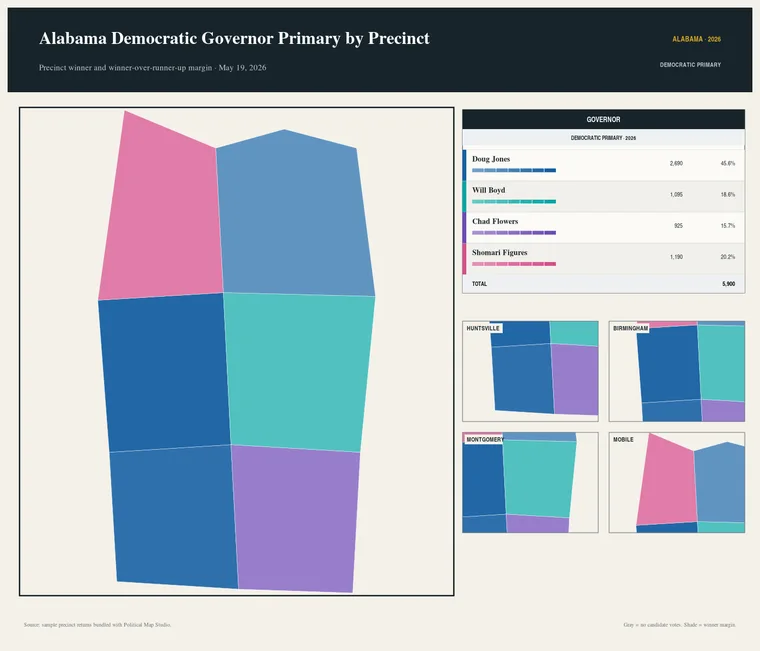 Alabama Democratic Governor Primary by Precinct
ALABAMA · 2026
Precinct winner and winner-over-runner-up margin · May 19, 2026
DEMOCRATIC PRIMARY
GOVERNOR
DEMOCRATIC PRIMARY · 2026
Doug Jones 2,690 45.6%
Will Boyd 1,095 18.6%
Chad Flowers 925 15.7%
Shomari Figures 1,190 20.2%
TOTAL 5,900
HUNTSVILLE
BIRMINGHAM
MONTGOMERY
MOBILE
Source: sample precinct returns bundled with Political Map Studio.
Gray = no candidate votes. Shade = winner margin.